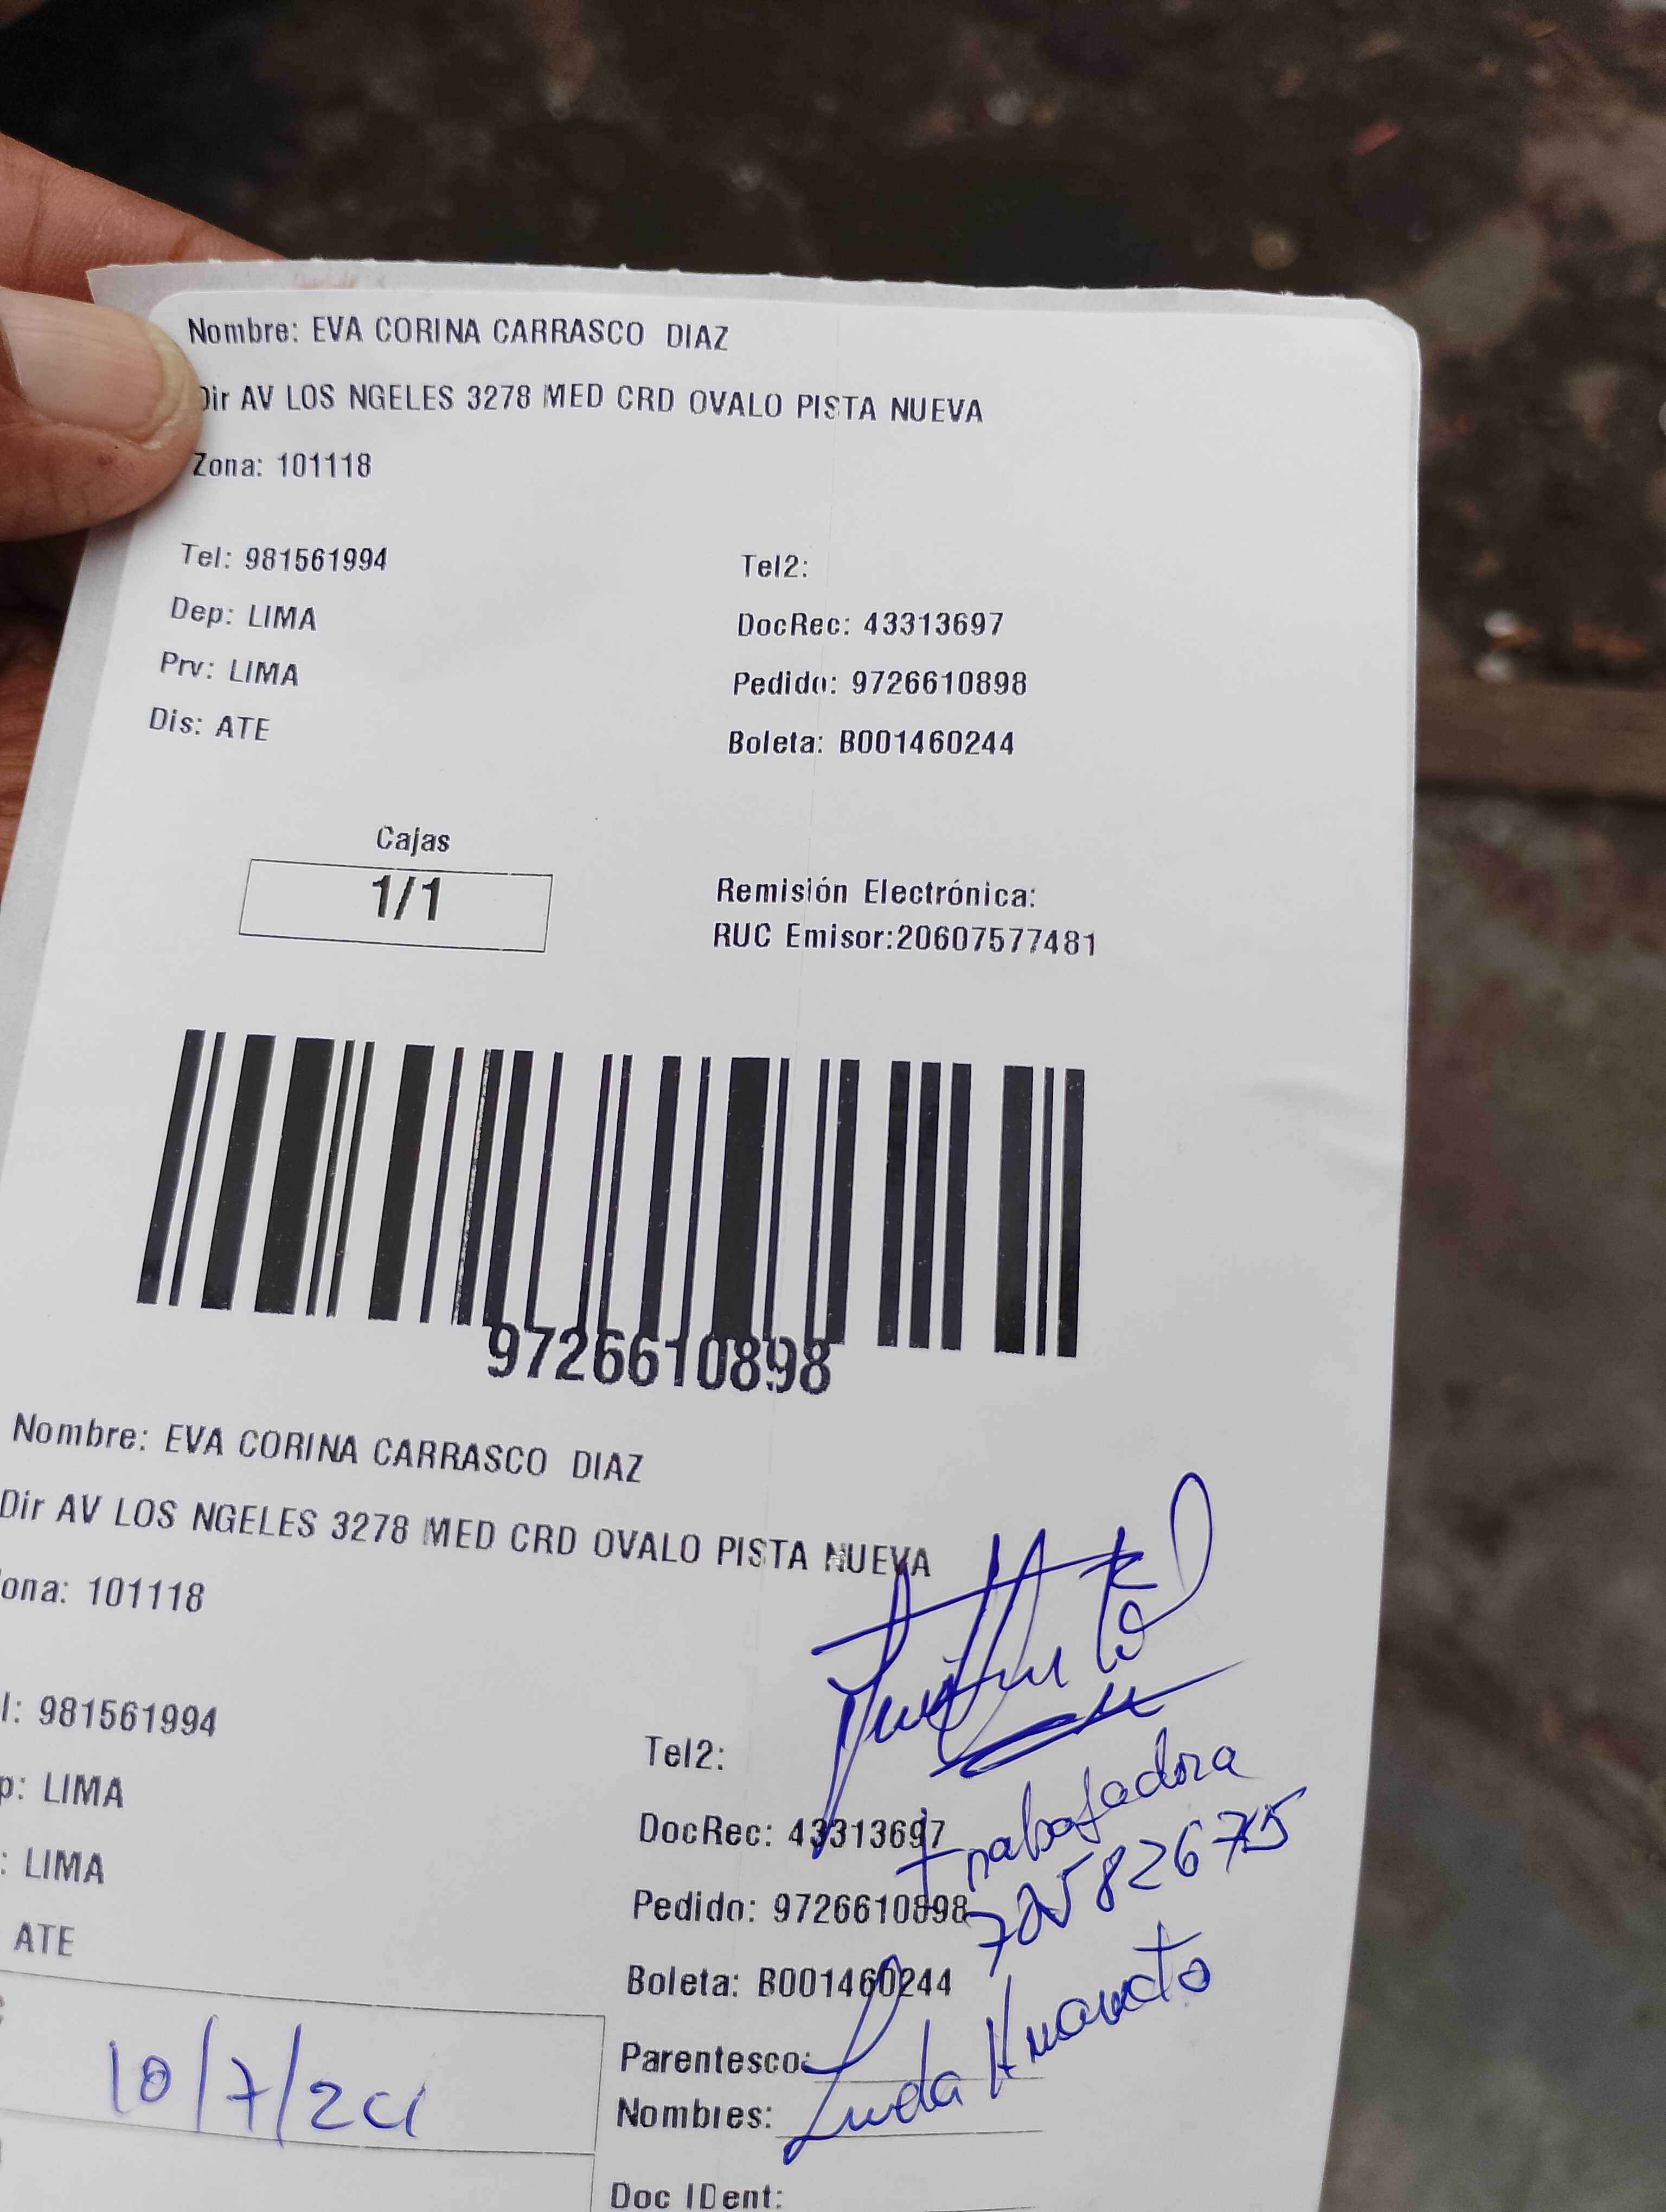 Nombre: EVA CORINA CARRASCO DIAZ
Dir AV LOS NGELES 3278 MED CRD OVALO PISTA NUEVA
Zona: 101118
Tel: 981561994
Tel2:
Dep: LIMA
DocRec: 43313697
Prv: LIMA
Pedido: 9726610898
Dis: ATE
Boleta: B001460244
Cajas
1/1
Remisión Electrónica:
RUC Emisor:20607577481
9726610898
Nombre: EVA CORINA CARRASCO DIAZ
Dir AV LOS NGELES 3278 MED CRD OVALO PISTA NUEVA
ona: 101118
l: 981561994
Tel2:
trabajadora
p: LIMA
DocRec: 43313697
: LIMA
Pedido: 9726610898
ATE
Boleta: B001460244
10/7/24
Parentesco:
Nombres:
Doc IDent: